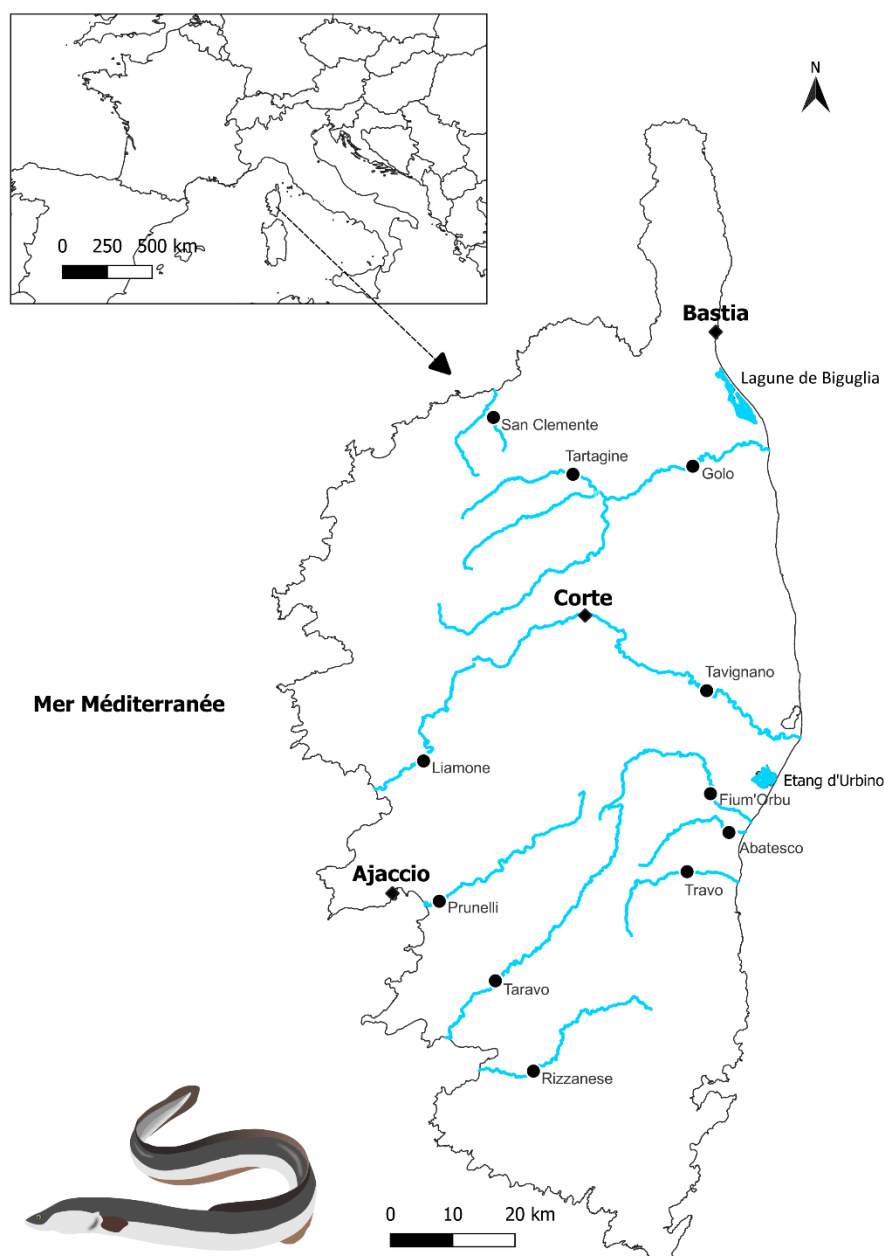 N
0 250 500 km
Bastia
Lagune de Biguglia
San Clemente
Tartagine
Golo
Corte
Tavignano
Mer Méditerranée
Liamone
Etang d'Urbino
Fium'Orbu
Abatesco
Ajaccio
Travo
Prunelli
Taravo
Rizzanese
0 10 20 km